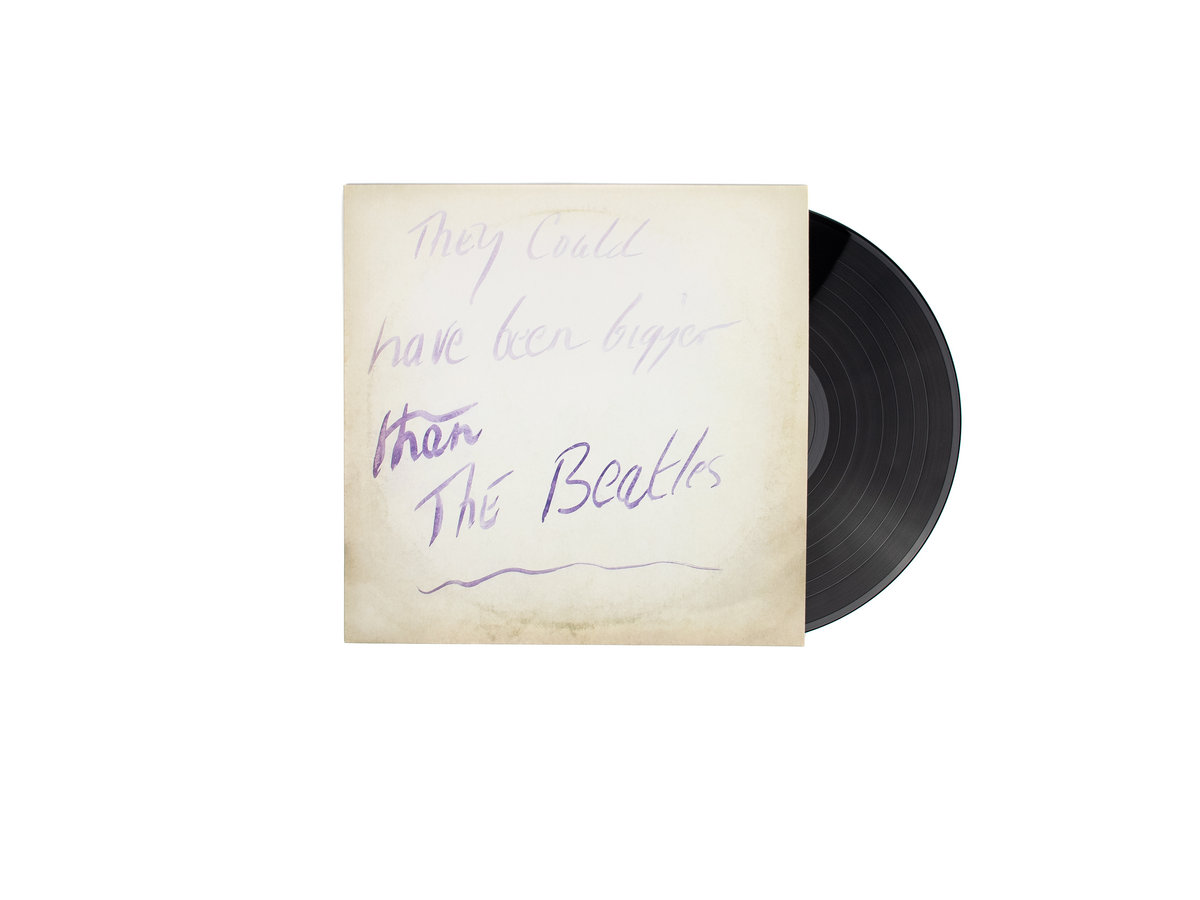 They Could
have been bigger
than
The Beatles